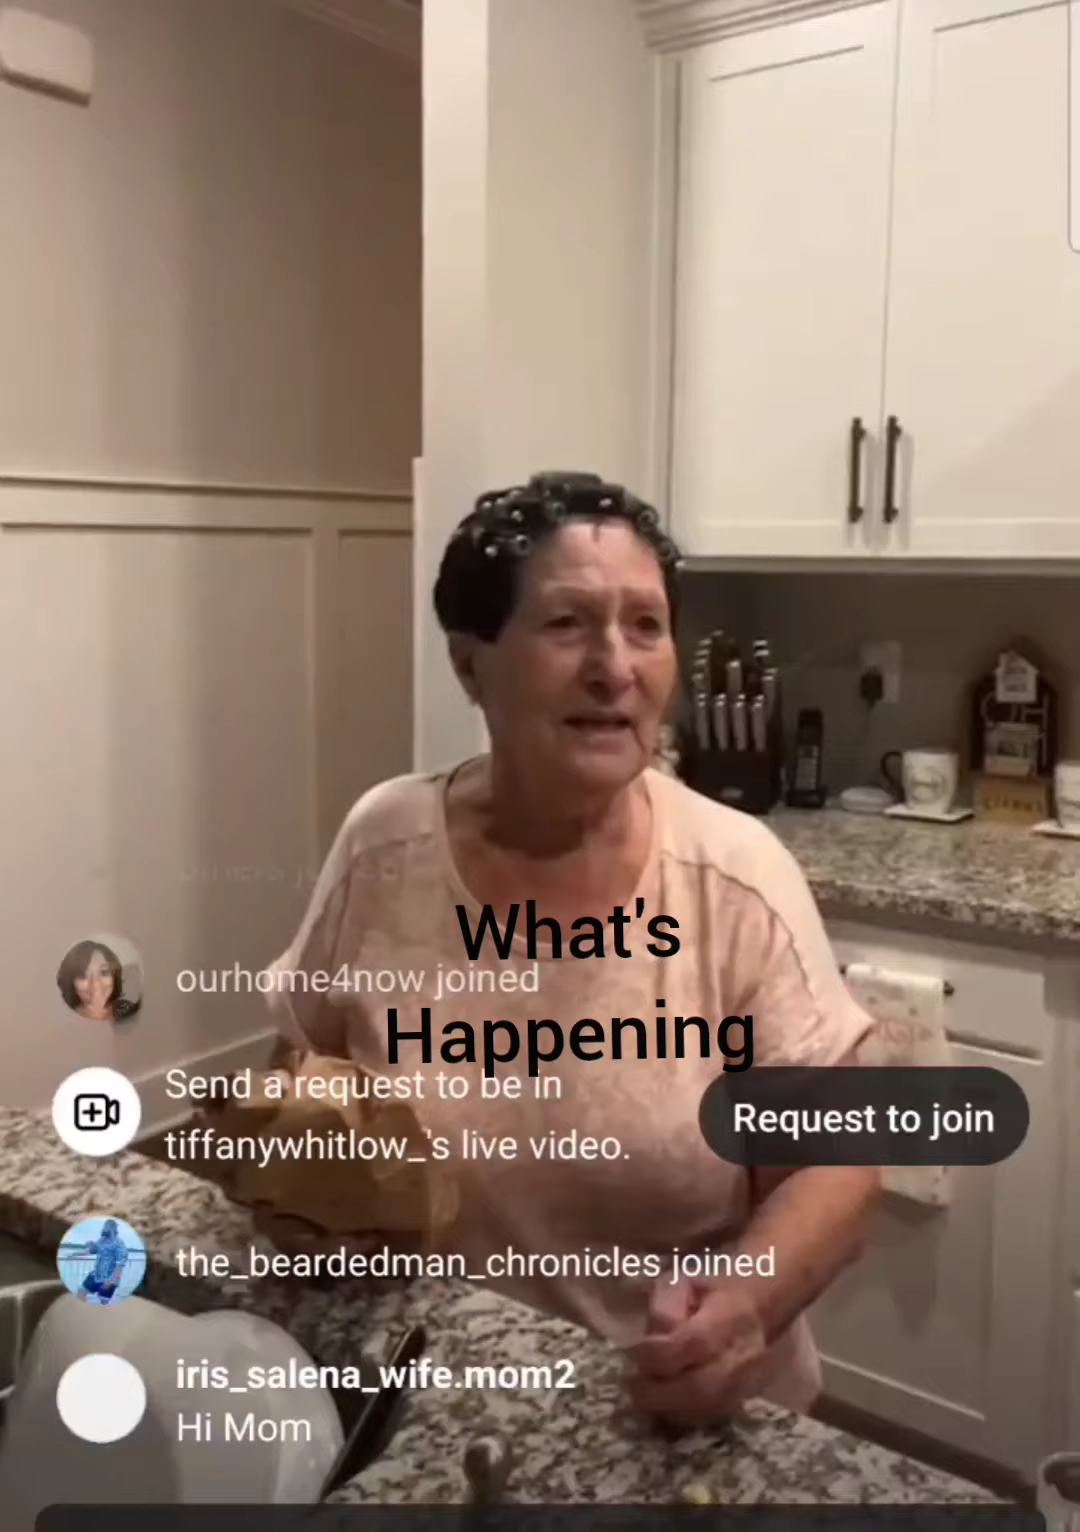 What's
ourhome4now joined
Happening
Send a request to be in
tiffanywhitlow_'s live video.
Request to join
the_beardedman_chronicles joined
iris_salena_wife.mom2
Hi Mom